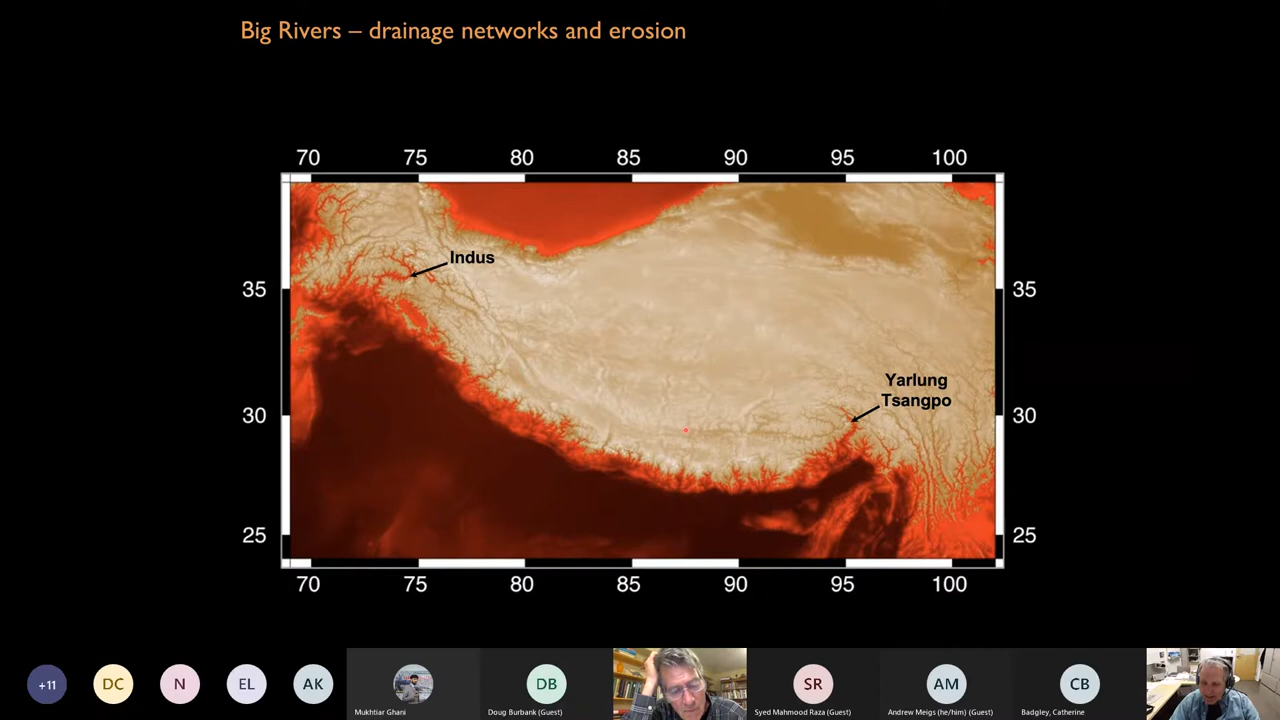 Big Rivers – drainage networks and erosion
70 75 80 85 90 95 100
Indus
35 35
Yarlung
Tsangpo
30 30
25 25
70 75 80 85 90 95 100
+11 DC N EL AK DB SR AM CB
Mukhtiar Ghani Doug Burbank (Guest) Syed Mahmood Raza (Guest) Andrew Meigs (he/him) (Guest) Badgley, Catherine